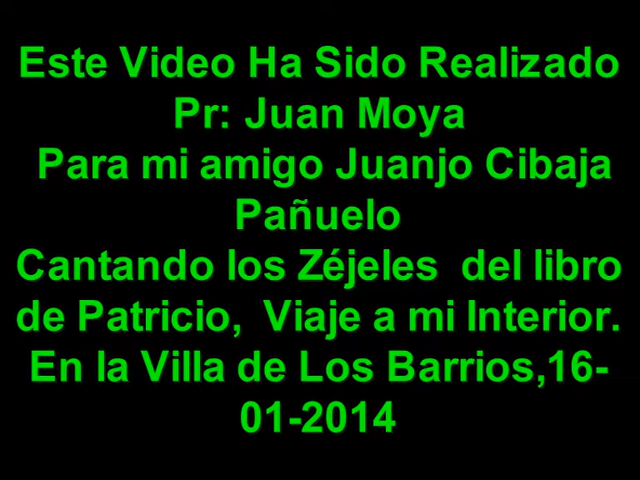 Este Video Ha Sido Realizado
Pr: Juan Moya
Para mi amigo Juanjo Cibaja
Pañuelo
Cantando los Zéjeles del libro
de Patricio, Viaje a mi Interior.
En la Villa de Los Barrios,16-
01-2014